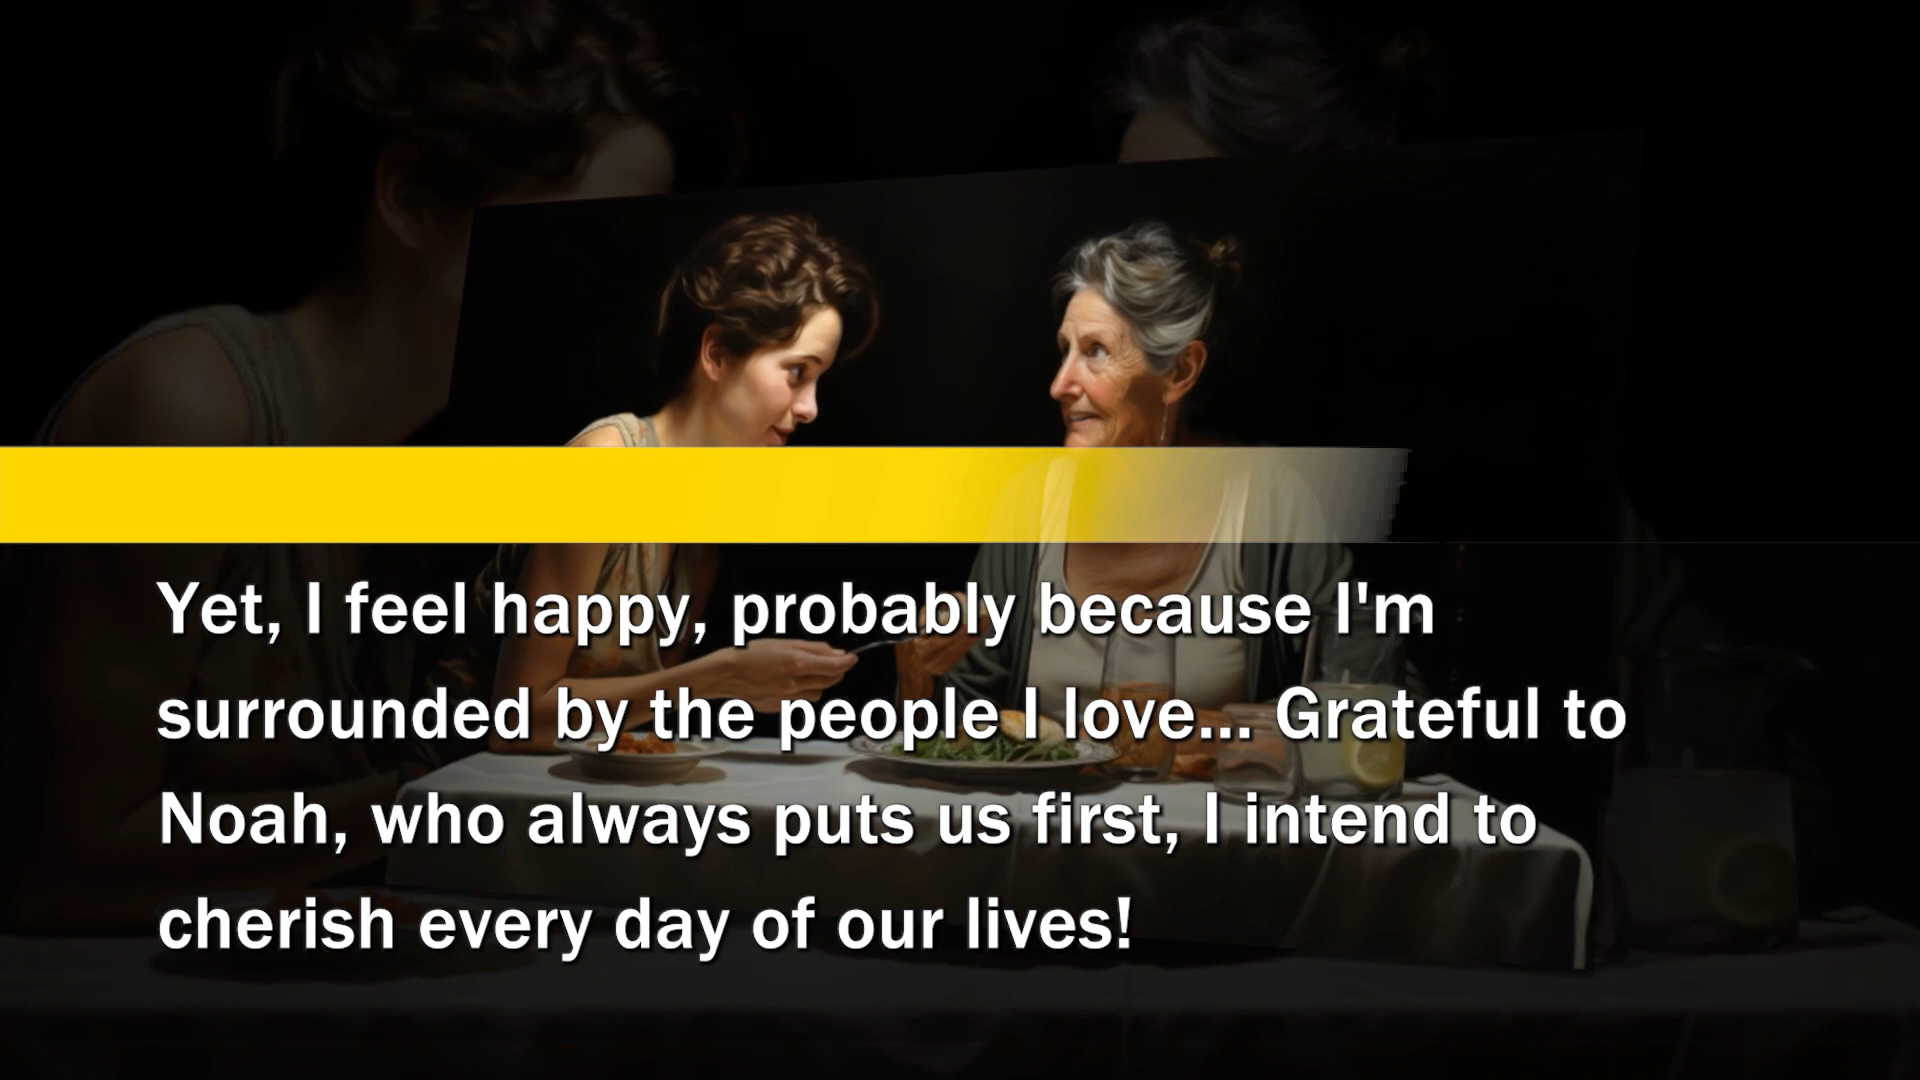 Yet, I feel happy, probably because I'm
surrounded by the people I love... Grateful to
Noah, who always puts us first, I intend to
cherish every day of our lives!